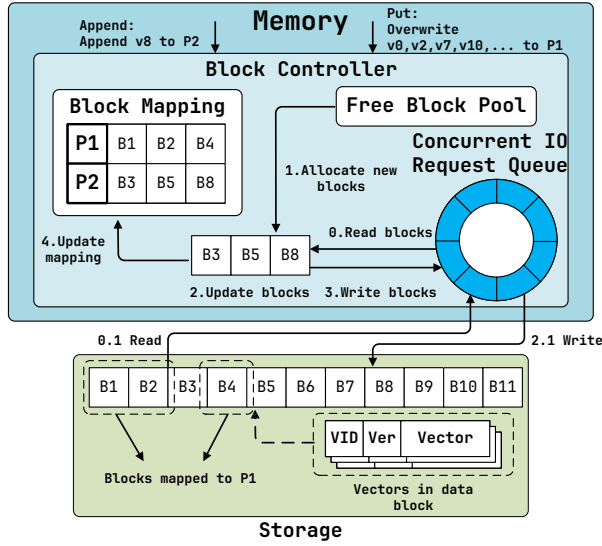 Memory
Append:
Append v8 to P2
Put:
Overwrite
v0,v2,v7,v10,... to P1
Block Controller
Block Mapping
P1 B1 B2 B4
P2 B3 B5 B8
Free Block Pool
Concurrent IO
Request Queue
1.Allocate new
blocks
0.Read blocks
4.Update
mapping
B3 B5 B8
2.Update blocks
3.Write blocks
0.1 Read
2.1 Write
B1 B2 B3 B4 B5 B6 B7 B8 B9 B10 B11
VID Ver Vector
Blocks mapped to P1
Vectors in data
block
Storage